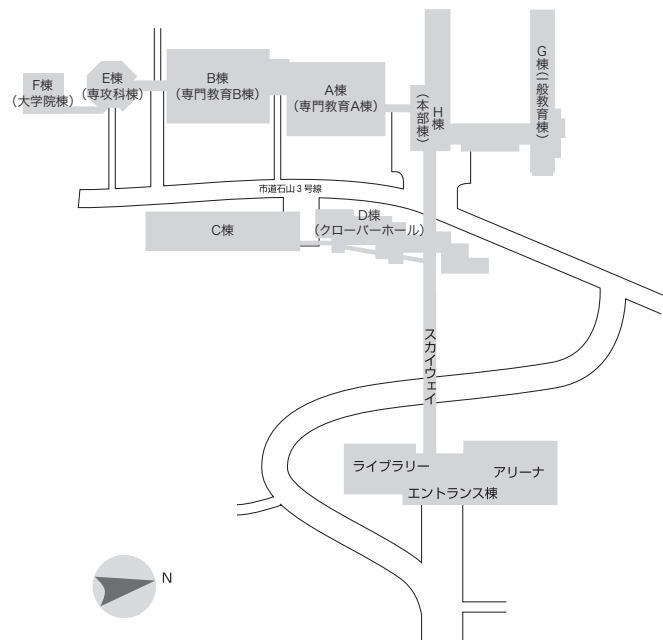 F棟
（大学院棟）
E棟
（専攻科棟）
B棟
（専門教育B棟）
A棟
（専門教育A棟）
H棟
（本部棟）
G棟（一般教育棟）
市道石山3号線
C棟
D棟
（クローバーホール）
スカイウェイ
ライブラリー
アリーナ
エントランス棟
N